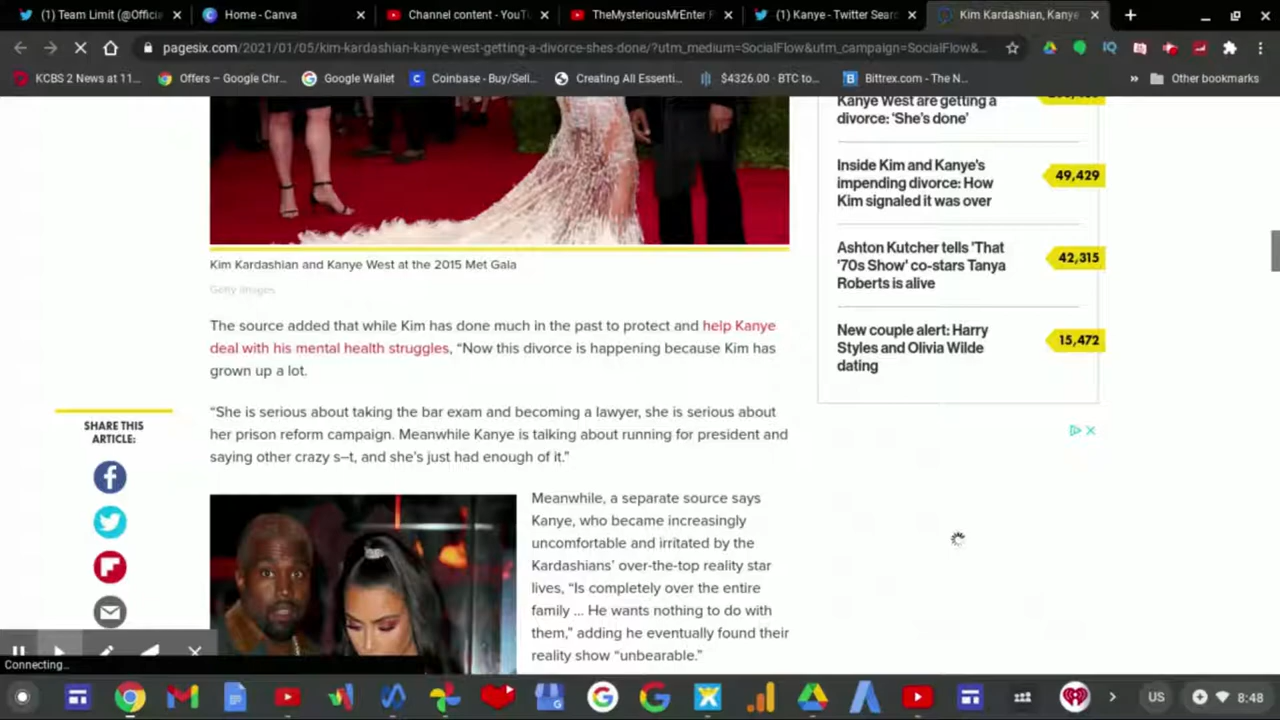 (1) Team Limit (@Officia
Home - Canva
Channel content - YouT
TheMysteriousMrEnter F
(1) Kanye - Twitter Searc
Kim Kardashian, Kanye
pagesix.com/2021/01/05/kim-kardashian-kanye-west-getting-a-divorce-shes-done/?utm_medium=SocialFlow&utm_campaign=SocialFlow&...
KCBS 2 News at 11...
Offers – Google Chr...
Google Wallet
Coinbase - Buy/Sell...
Creating All Essenti...
$4326.00 · BTC to...
Bittrex.com - The N...
Other bookmarks
Kanye West are getting a
divorce: 'She's done'
Inside Kim and Kanye's
impending divorce: How
Kim signaled it was over
49,429
Ashton Kutcher tells 'That
'70s Show' co-stars Tanya
Roberts is alive
42,315
New couple alert: Harry
Styles and Olivia Wilde
dating
15,472
Kim Kardashian and Kanye West at the 2015 Met Gala
Getty Images
The source added that while Kim has done much in the past to protect and help Kanye
deal with his mental health struggles, “Now this divorce is happening because Kim has
grown up a lot.
“She is serious about taking the bar exam and becoming a lawyer, she is serious about
her prison reform campaign. Meanwhile Kanye is talking about running for president and
saying other crazy s–t, and she’s just had enough of it.”
SHARE THIS
ARTICLE:
Meanwhile, a separate source says
Kanye, who became increasingly
uncomfortable and irritated by the
Kardashians’ over-the-top reality star
lives, “Is completely over the entire
family … He wants nothing to do with
them,” adding he eventually found their
reality show “unbearable.”
Connecting...
US
8:48